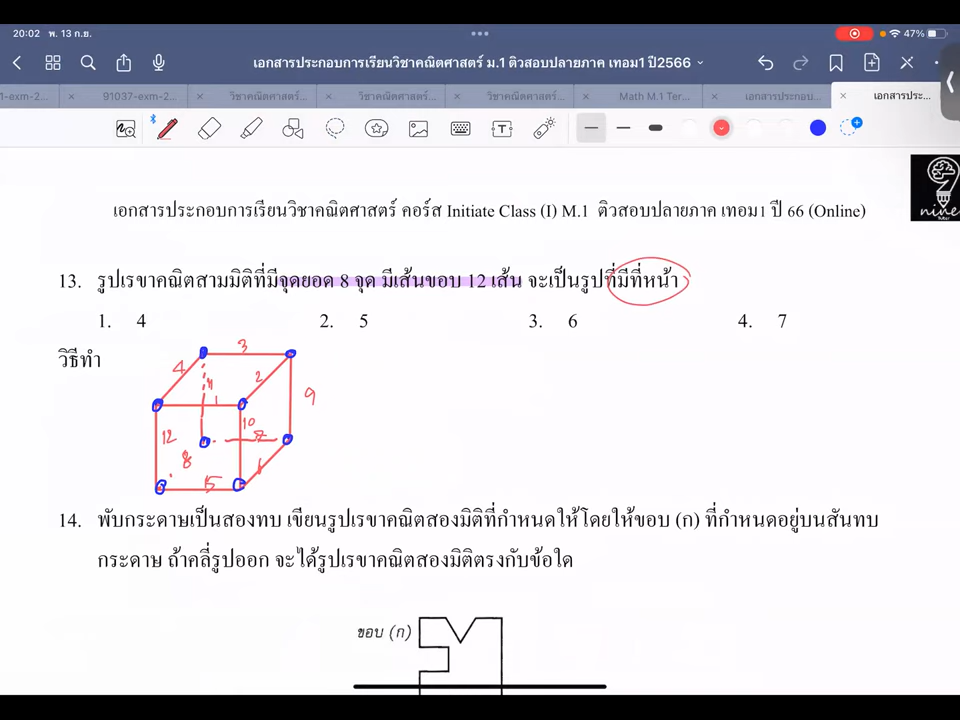 20:02 พ. 13 ก.ย.
47%
เอกสารประกอบการเรียนวิชาคณิตศาสตร์ ม.1 ติวสอบปลายภาค เทอม1 ปี2566
1-exm-2...
91037-exm-2...
วิชาคณิตศาสตร์...
วิชาคณิตศาสตร์...
วิชาคณิตศาสตร์...
Math M.1 Ter...
เอกสารประกอบ...
เอกสารประ...
nine
เอกสารประกอบการเรียนวิชาคณิตศาสตร์ คอร์ส Initiate Class (I) M.1 ติวสอบปลายภาค เทอม1 ปี 66 (Online)
13. รูปเรขาคณิตสามมิติที่มีจุดยอด 8 จุด มีเส้นขอบ 12 เส้น จะเป็นรูปที่มีกี่หน้า
1. 4 2. 5 3. 6 4. 7
วิธีทำ
3
4 11 2
1 9
12 10
8 7
5 6
14. พับกระดาษเป็นสองทบ เขียนรูปเรขาคณิตสองมิติที่กำหนดให้โดยให้ขอบ (ก) ที่กำหนดอยู่บนสันทบ
กระดาษ ถ้าคลี่รูปออก จะได้รูปเรขาคณิตสองมิติตรงกับข้อใด
ขอบ (ก)